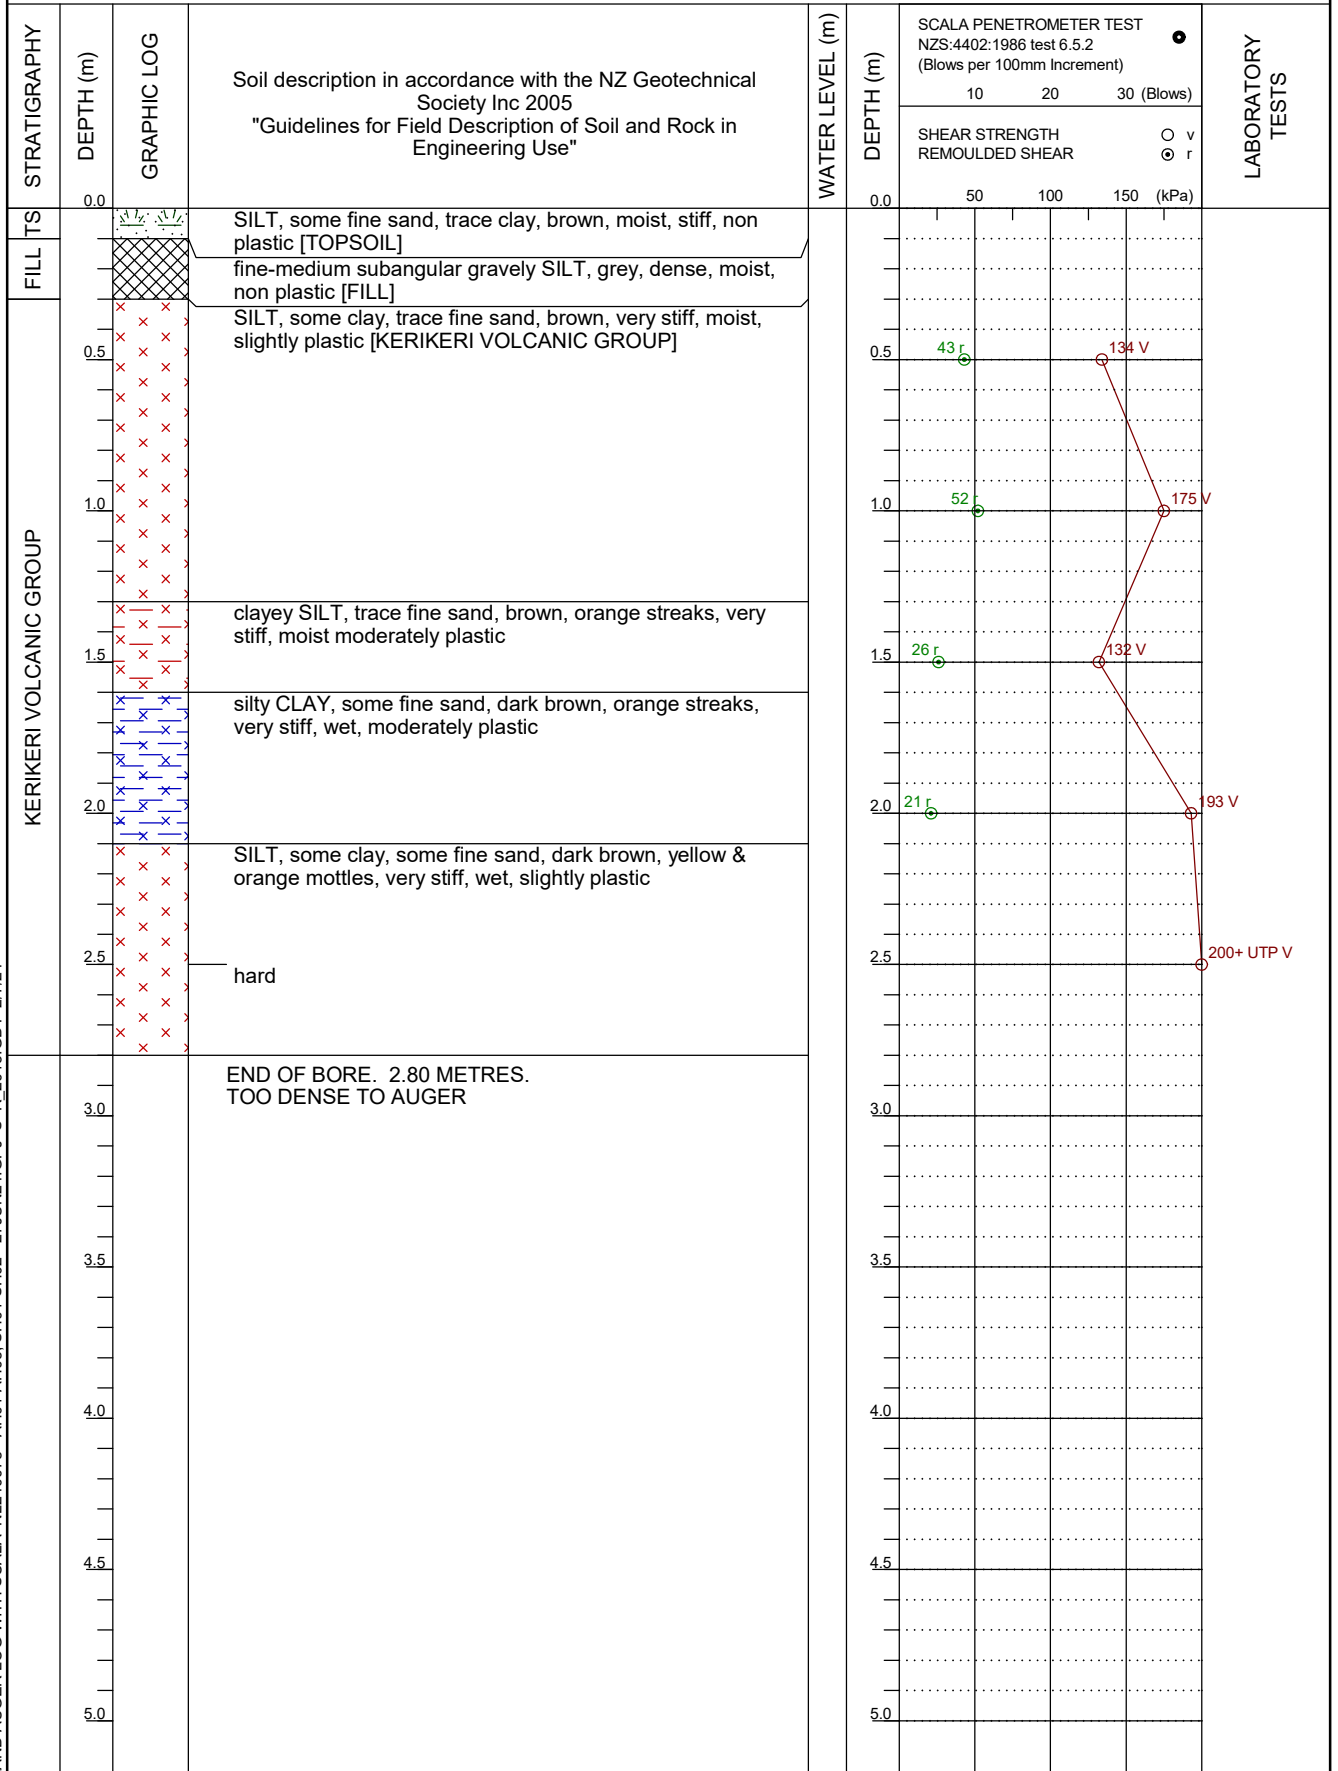 STRATIGRAPHY
DEPTH (m)
GRAPHIC LOG
Soil description in accordance with the NZ Geotechnical
Society Inc 2005
"Guidelines for Field Description of Soil and Rock in
Engineering Use"
WATER LEVEL (m)
DEPTH (m)
SCALA PENETROMETER TEST
NZS:4402:1986 test 6.5.2
(Blows per 100mm Increment)
10 20 30 (Blows)
SHEAR STRENGTH v
REMOULDED SHEAR r
50 100 150 (kPa)
LABORATORY
TESTS
0.0
0.0
TS
SILT, some fine sand, trace clay, brown, moist, stiff, non
plastic [TOPSOIL]
FILL
fine-medium subangular gravely SILT, grey, dense, moist,
non plastic [FILL]
KERIKERI VOLCANIC GROUP
SILT, some clay, trace fine sand, brown, very stiff, moist,
slightly plastic [KERIKERI VOLCANIC GROUP]
0.5
0.5
43 r
134 V
1.0
1.0
52 r
175 V
clayey SILT, trace fine sand, brown, orange streaks, very
stiff, moist moderately plastic
1.5
1.5
26 r
132 V
silty CLAY, some fine sand, dark brown, orange streaks,
very stiff, wet, moderately plastic
2.0
2.0
21 r
193 V
SILT, some clay, some fine sand, dark brown, yellow &
orange mottles, very stiff, wet, slightly plastic
2.5
2.5
200+ UTP V
hard
END OF BORE. 2.80 METRES.
TOO DENSE TO AUGER
3.0
3.0
3.5
3.5
4.0
4.0
4.5
4.5
5.0
5.0